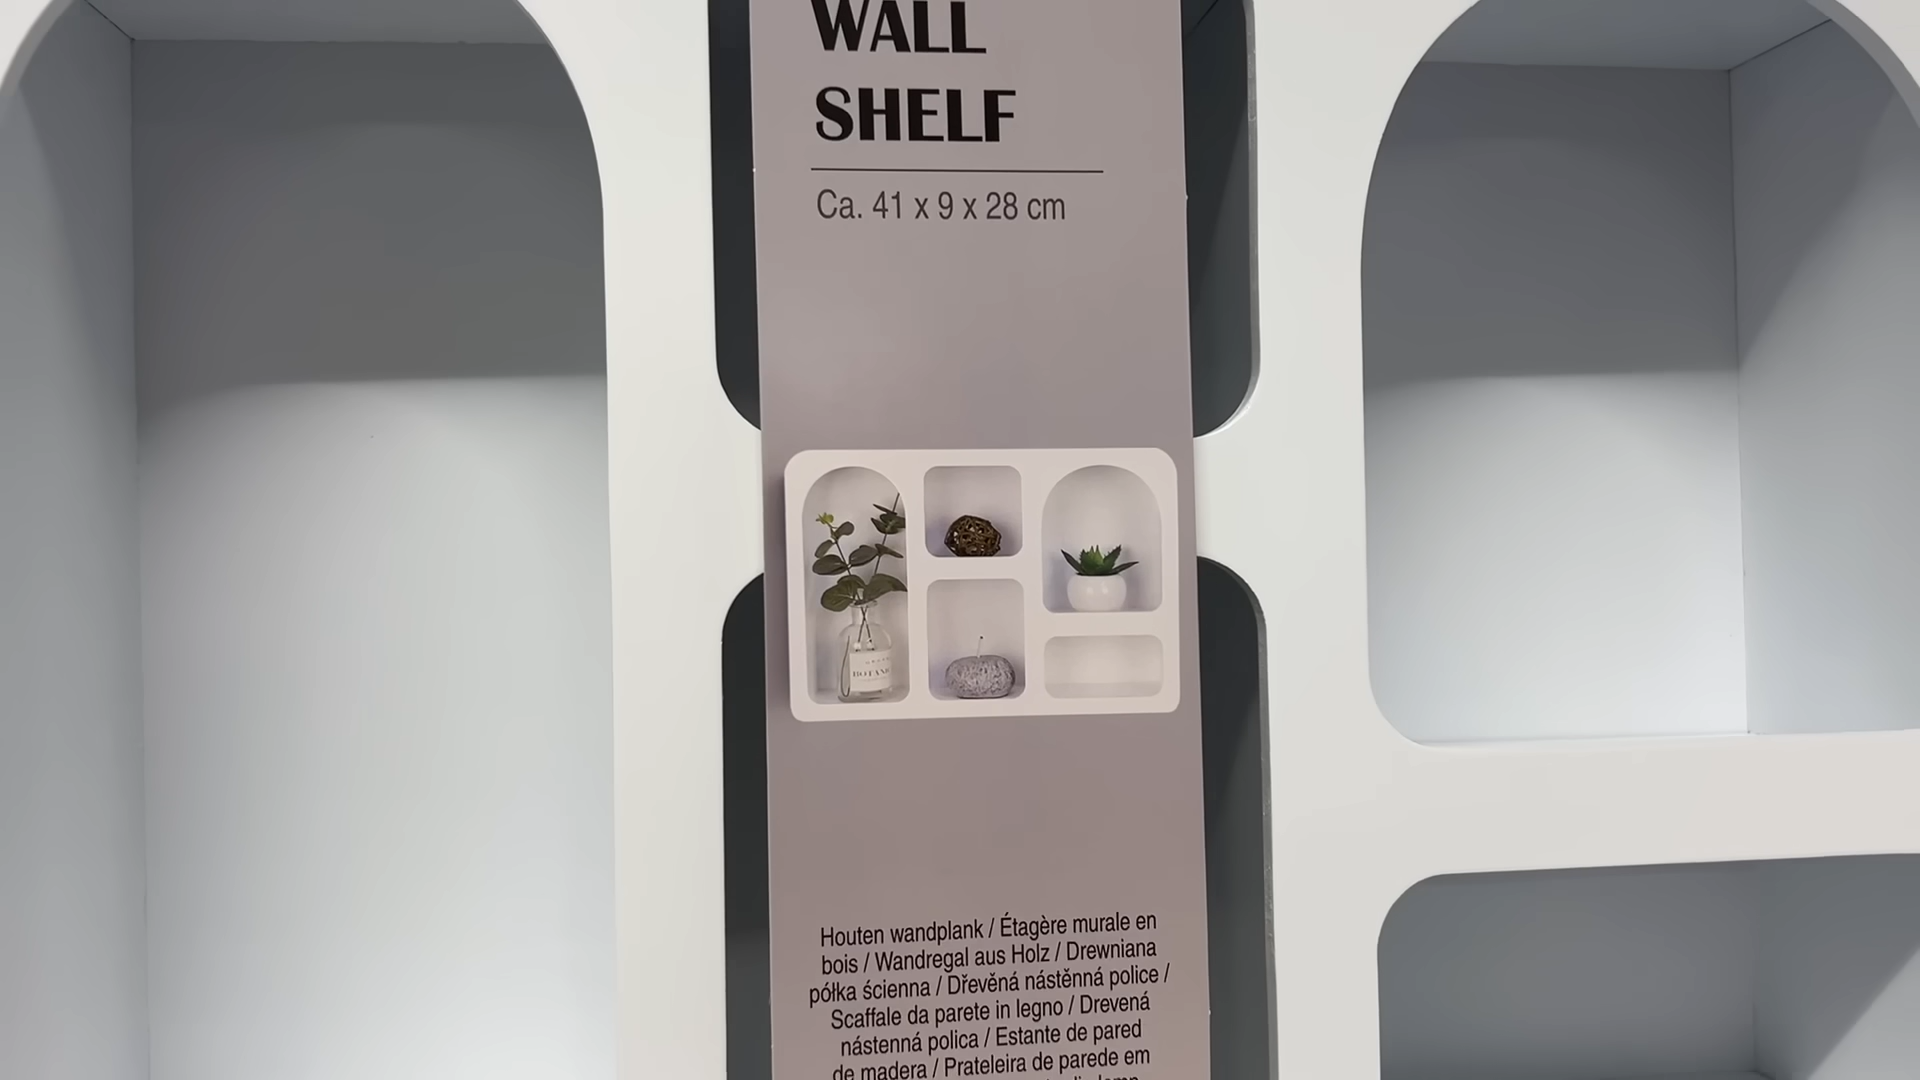 WALL
SHELF
Ca. 41 x 9 x 28 cm
Houten wandplank / Étagère murale en
bois / Wandregal aus Holz / Drewniana
półka ścienna / Dřevěná nástěnná police /
Scaffale da parete in legno / Drevená
nástenná polica / Estante de pared
de madera / Prateleira de parede em